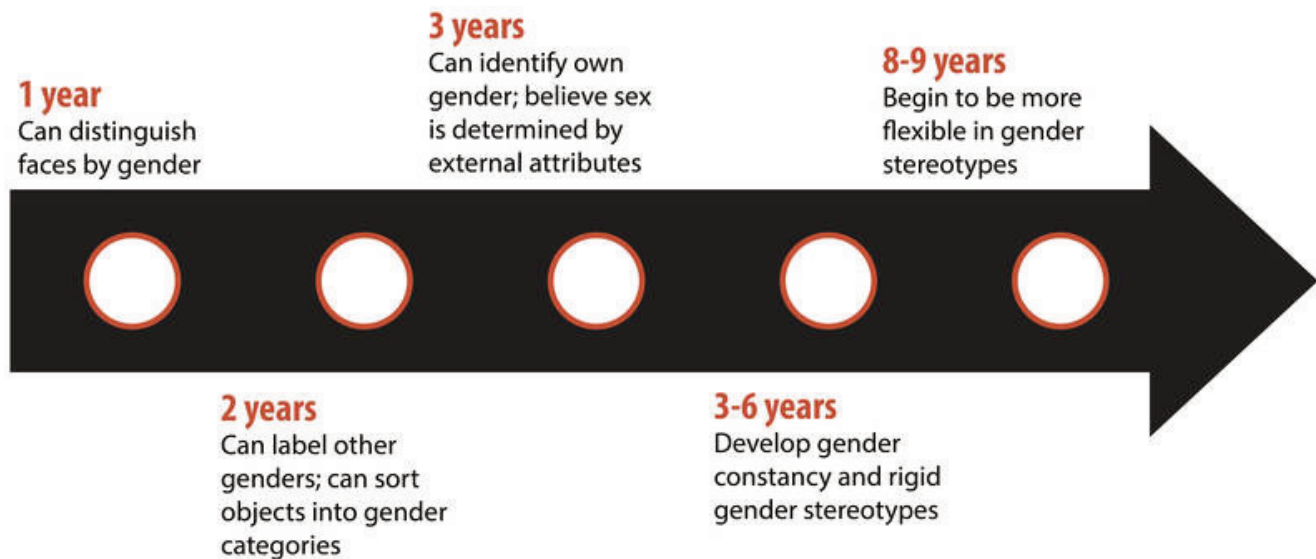 1 year
Can distinguish
faces by gender
2 years
Can label other
genders; can sort
objects into gender
categories
3 years
Can identify own
gender; believe sex
is determined by
external attributes
3-6 years
Develop gender
constancy and rigid
gender stereotypes
8-9 years
Begin to be more
flexible in gender
stereotypes